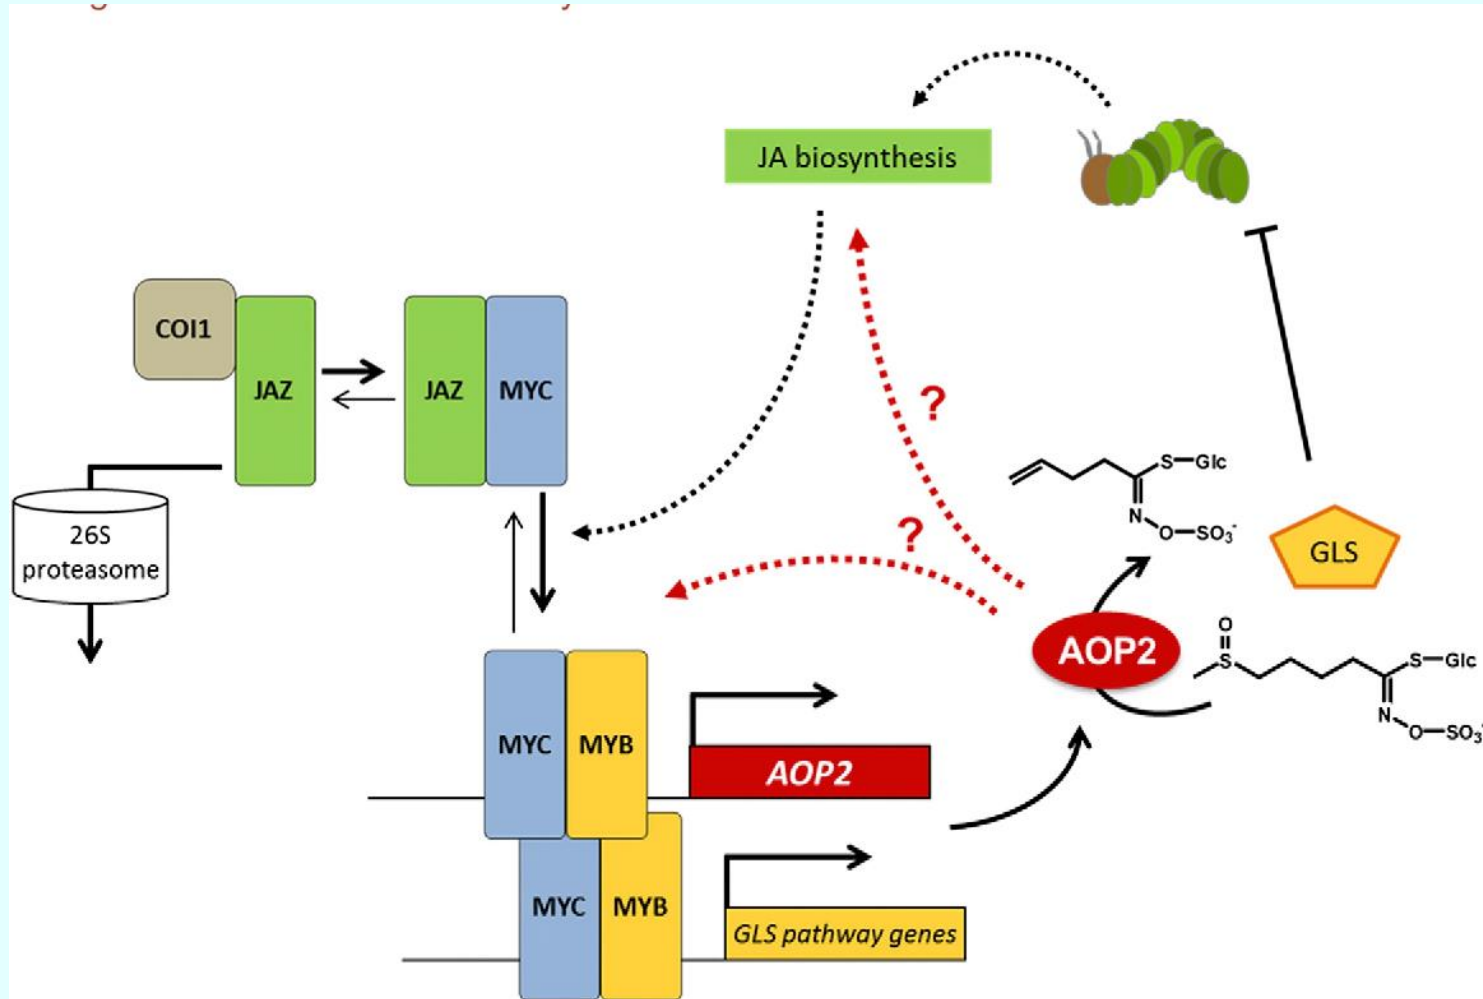 JA biosynthesis
COI1
JAZ
JAZ
MYC
?
S—Glc
N
O—SO₃⁻
26S
proteasome
?
GLS
AOP2
O
S
S—Glc
N
O—SO₃⁻
MYC
MYB
AOP2
MYC
MYB
GLS pathway genes